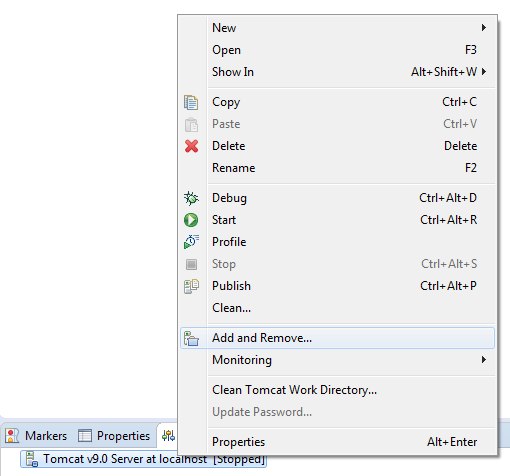 New
Open F3
Show In Alt+Shift+W
Copy Ctrl+C
Paste Ctrl+V
Delete Delete
Rename F2
Debug Ctrl+Alt+D
Start Ctrl+Alt+R
Profile
Stop Ctrl+Alt+S
Publish Ctrl+Alt+P
Clean...
Add and Remove...
Monitoring
Clean Tomcat Work Directory...
Update Password...
Properties Alt+Enter
Markers Properties
Tomcat v9.0 Server at localhost [Stopped]